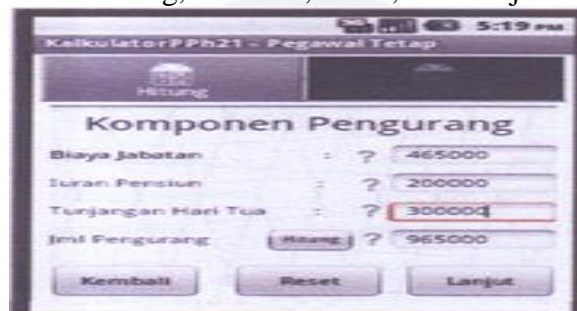 5:19 PM
KalkulatorPPh21 - Pegawai Tetap
Hitung
Komponen Pengurang
Biaya Jabatan : ? 465000
Iuran Pensiun : ? 200000
Tunjangan Hari Tua : ? 300000
Jml Pengurang Hitung ? 965000
Kembali Reset Lanjut